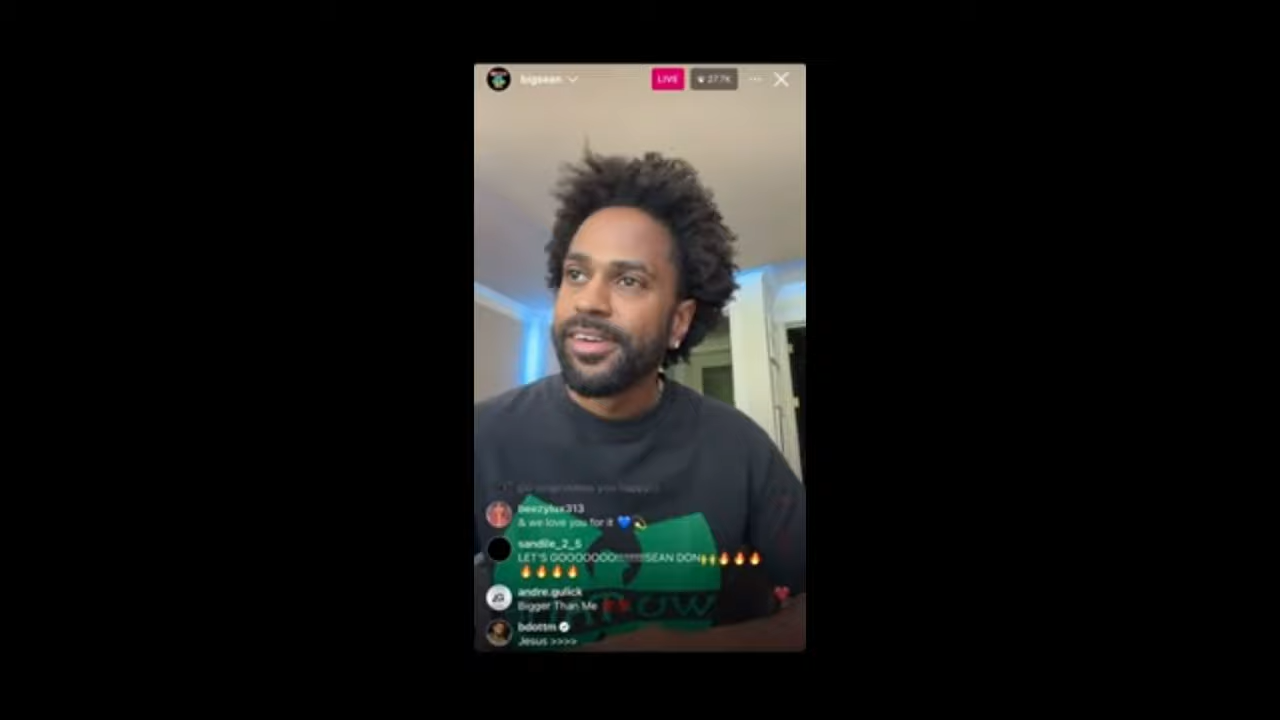 bigsean
LIVE
27.7K
beezylux313
& we love you for it 💙💫
sandile_2_5
LET'S GOOOOOOO!!!!!!!!!SEAN DON🙌🔥🔥🔥
🔥🔥🔥🔥
andre.gulick
Bigger Than Me
bdottm
Jesus >>>>